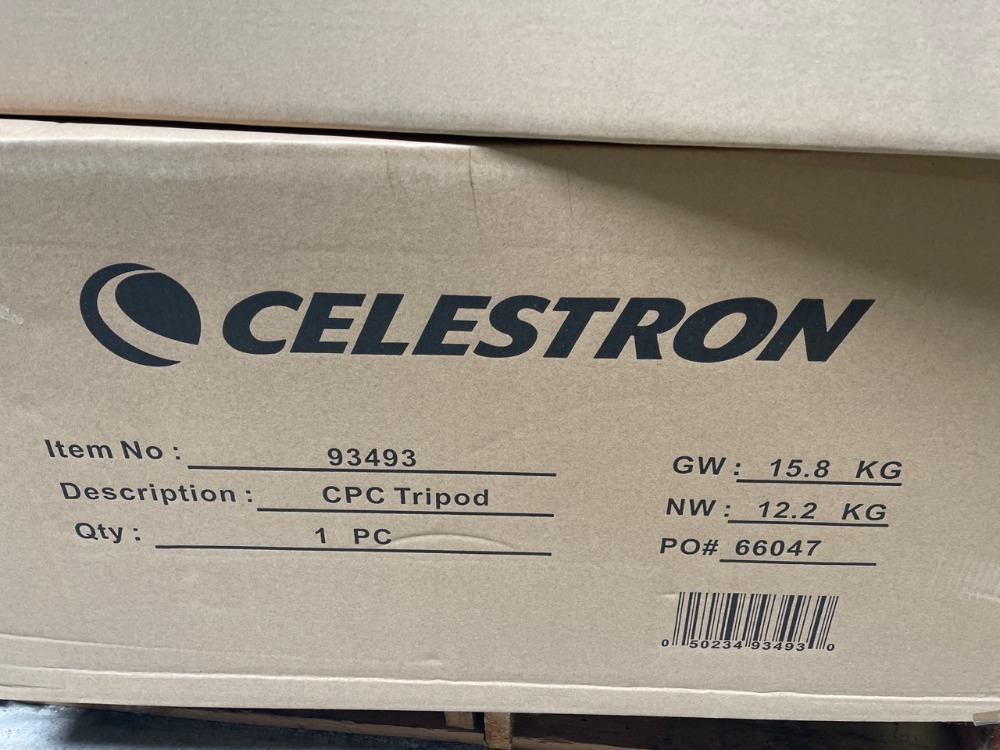 CELESTRON
Item No : 93493
Description : CPC Tripod
Qty : 1 PC
GW : 15.8 KG
NW : 12.2 KG
PO# 66047
0 50234 93493 0